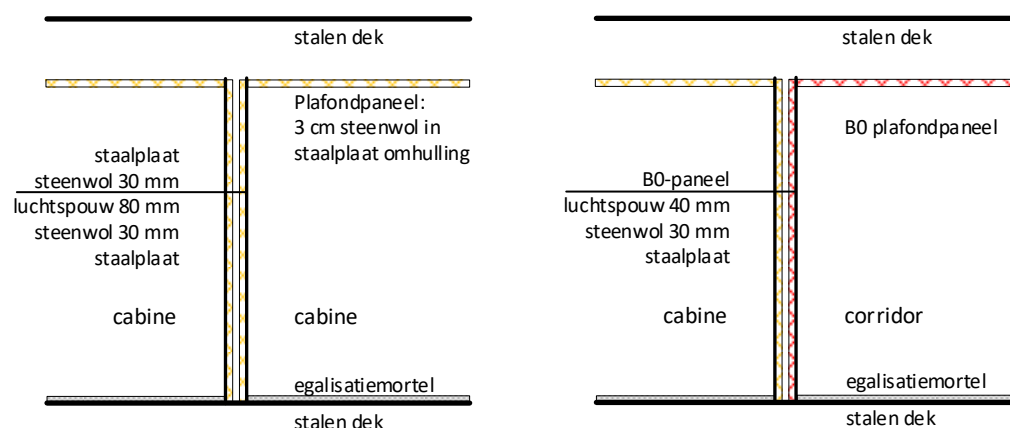 stalen dek
Plafondpaneel:
3 cm steenwol in
staalplaat omhulling
staalplaat
steenwol 30 mm
luchtspouw 80 mm
steenwol 30 mm
staalplaat
cabine
cabine
egalisatiemortel
stalen dek
stalen dek
B0 plafondpaneel
B0-paneel
luchtspouw 40 mm
steenwol 30 mm
staalplaat
cabine
corridor
egalisatiemortel
stalen dek